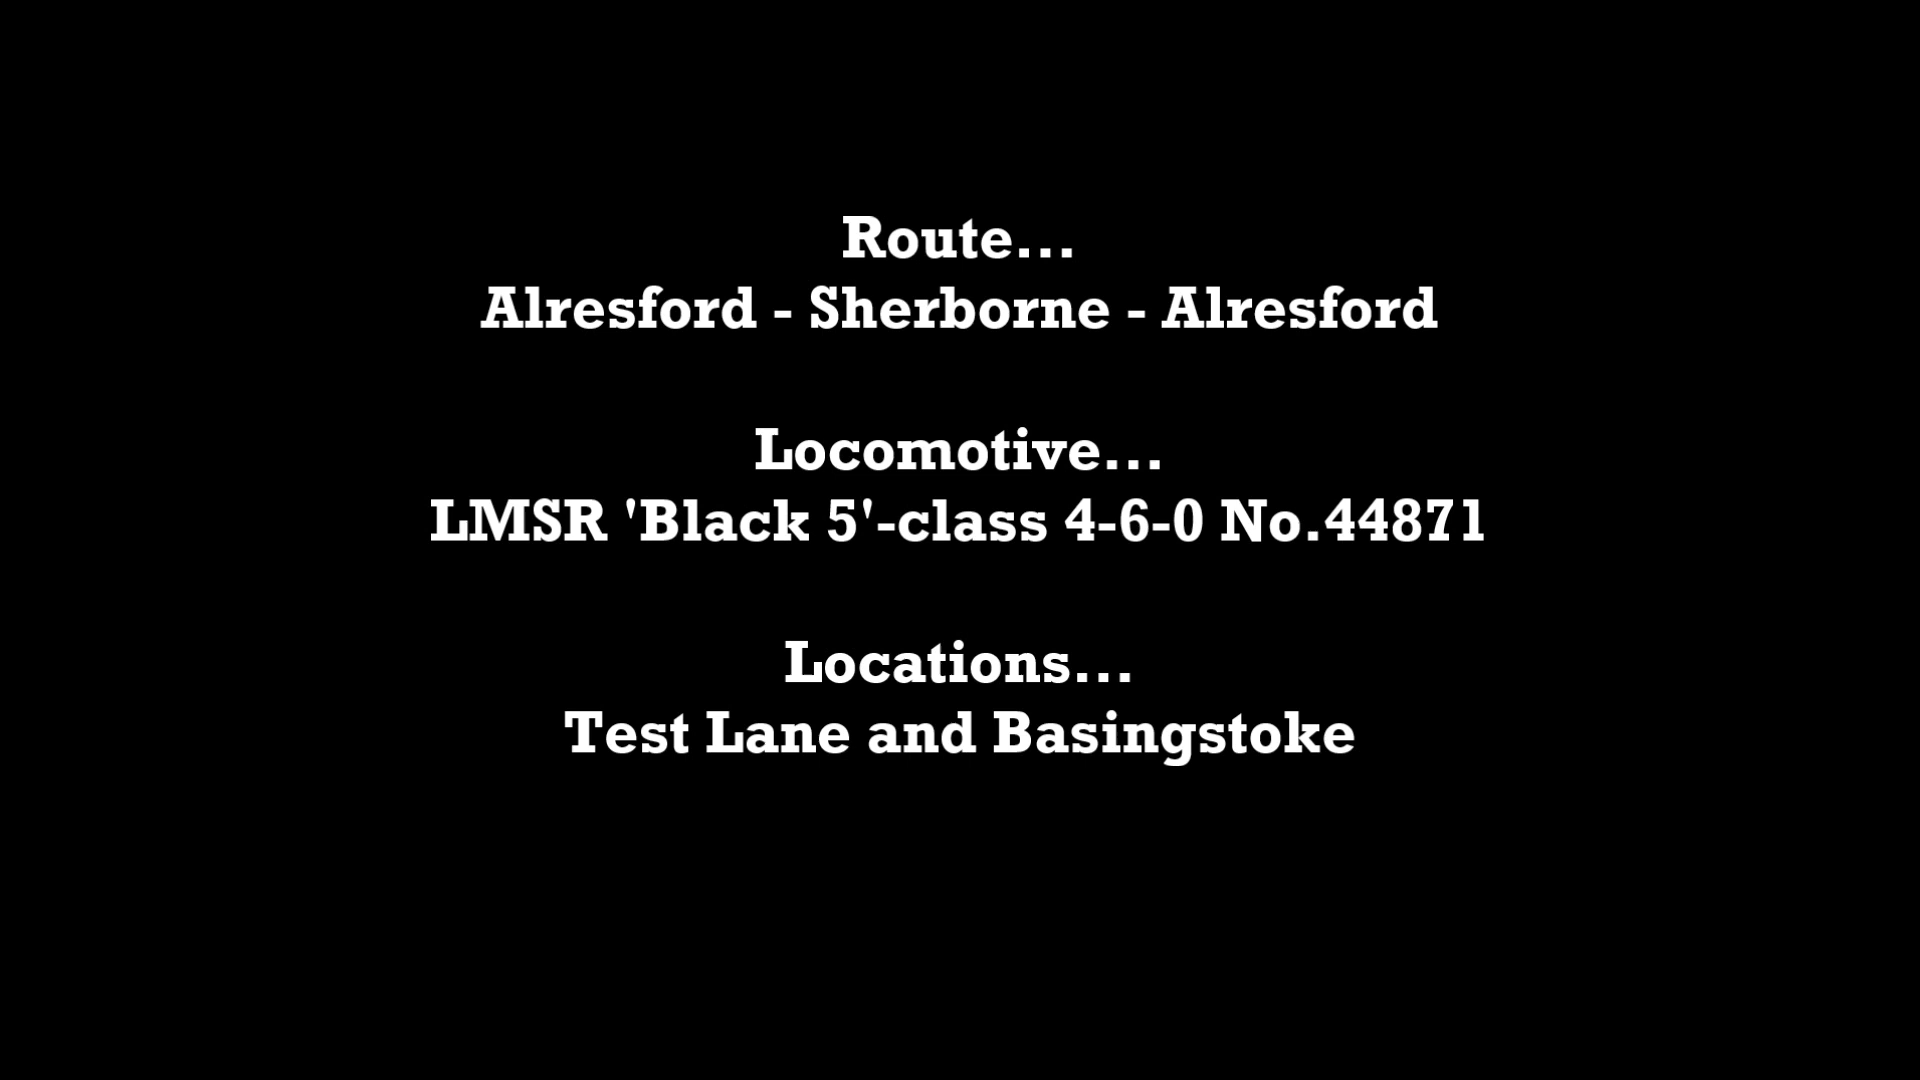 Route...
Alresford - Sherborne - Alresford
Locomotive...
LMSR 'Black 5'-class 4-6-0 No.44871
Locations...
Test Lane and Basingstoke